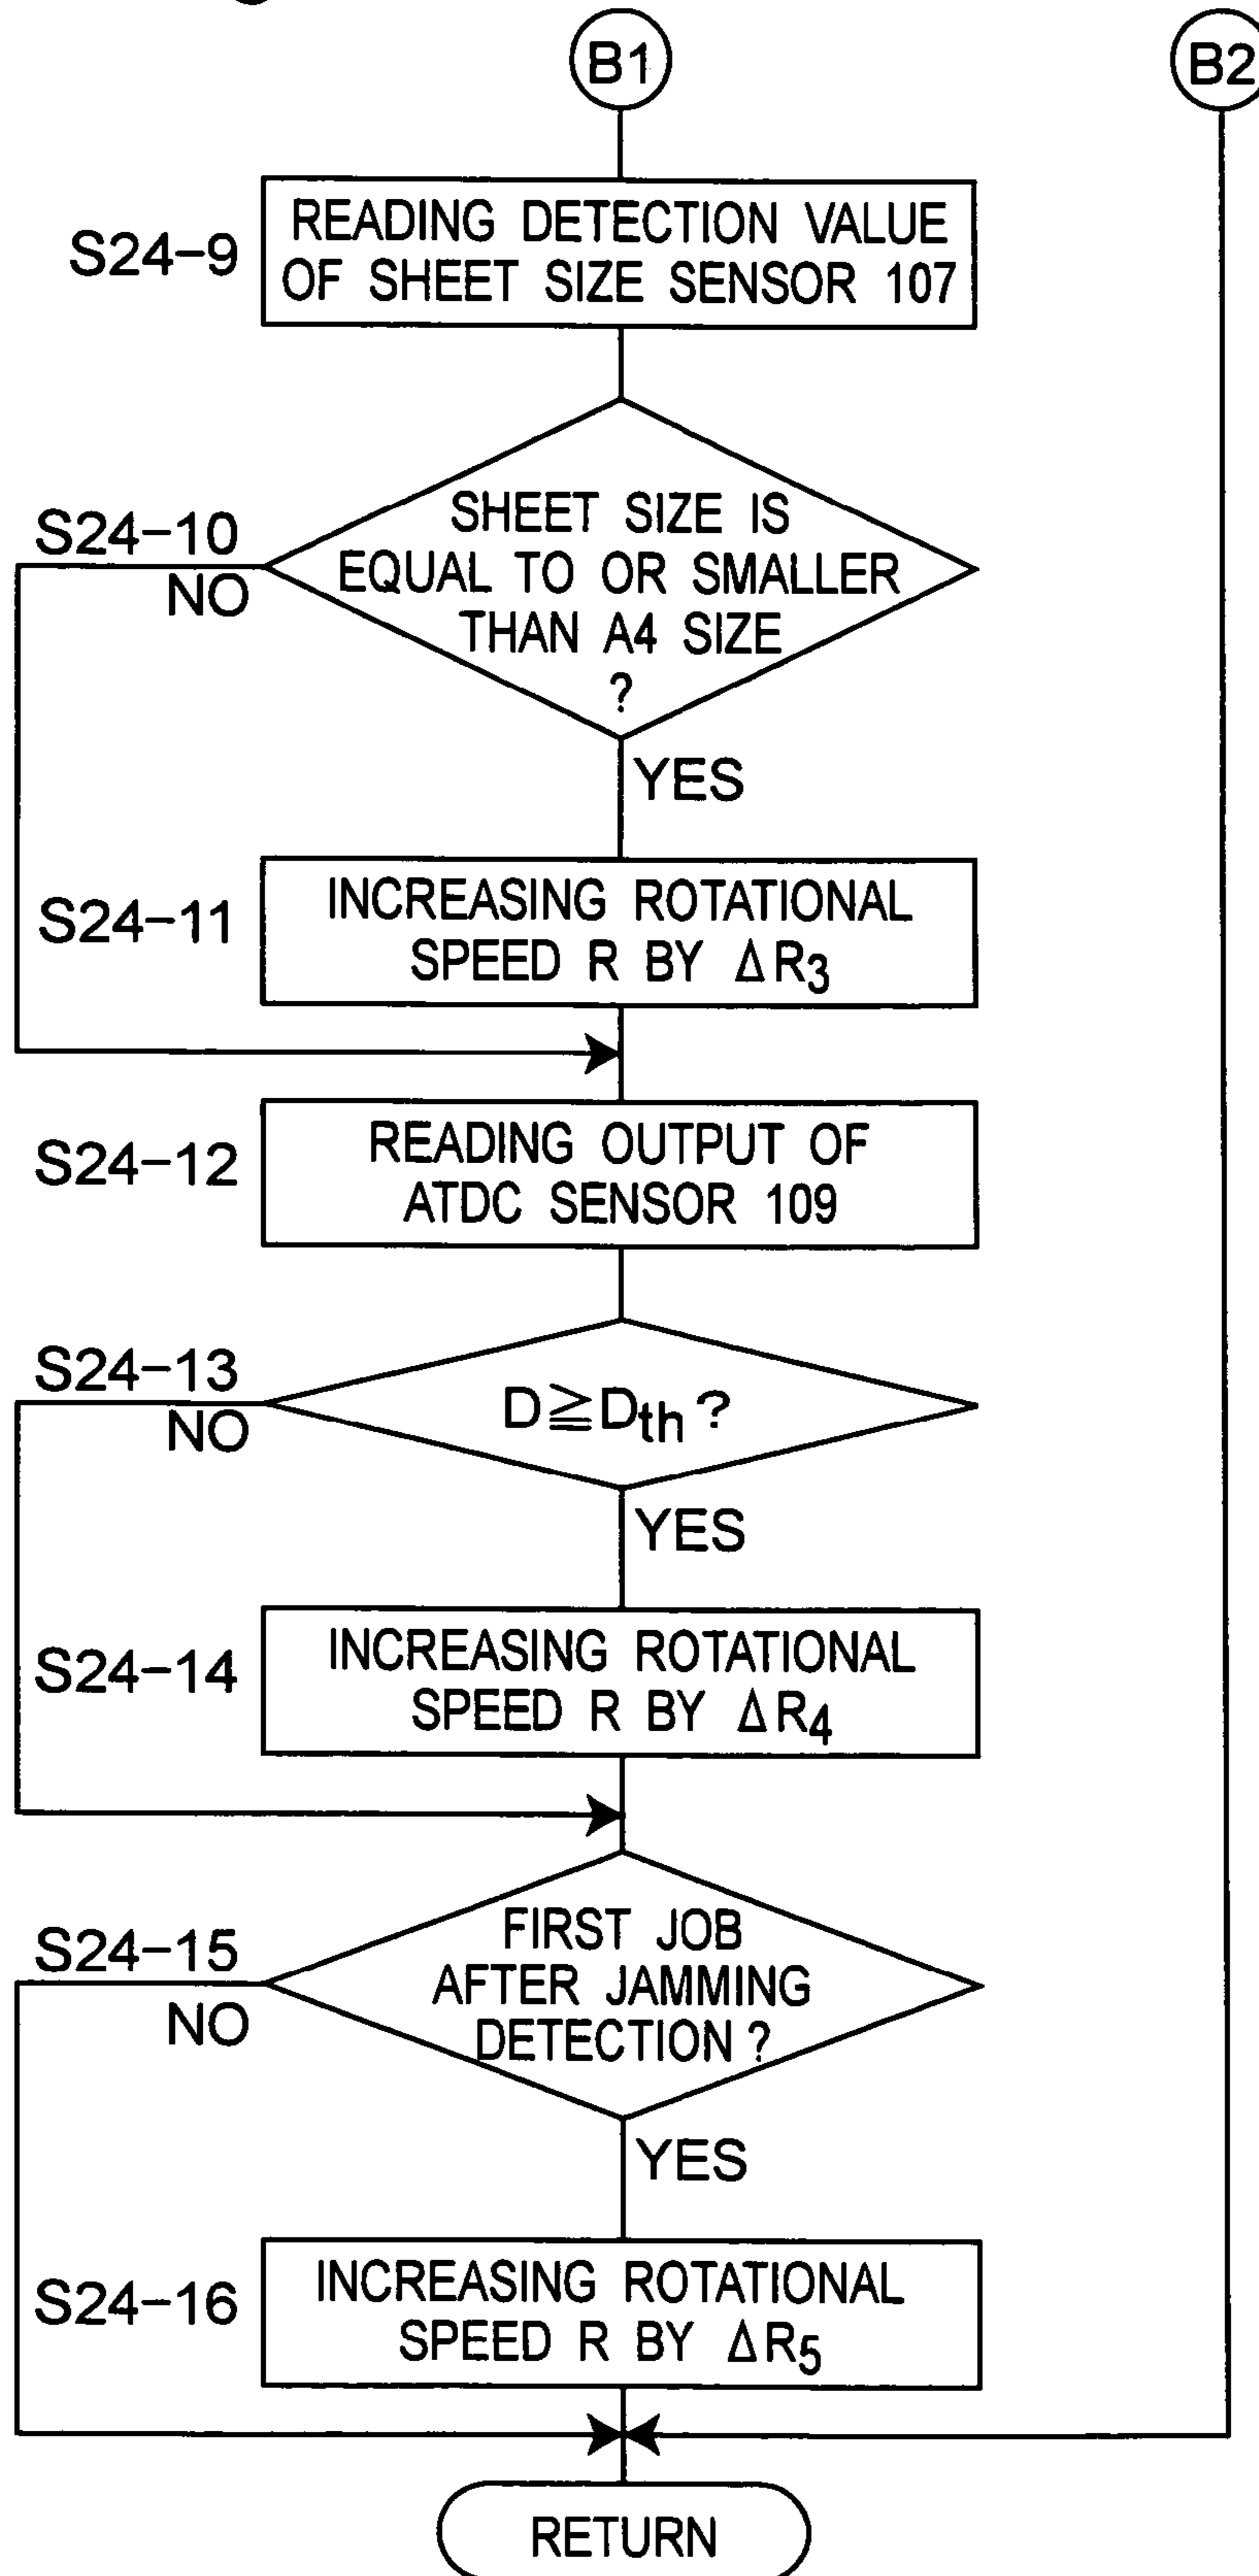 B1
B2
S24-9
READING DETECTION VALUE
OF SHEET SIZE SENSOR 107
S24-10
NO
SHEET SIZE IS
EQUAL TO OR SMALLER
THAN A4 SIZE
?
YES
S24-11
INCREASING ROTATIONAL
SPEED R BY ΔR3
S24-12
READING OUTPUT OF
ATDC SENSOR 109
S24-13
NO
D≧Dth ?
YES
S24-14
INCREASING ROTATIONAL
SPEED R BY ΔR4
S24-15
NO
FIRST JOB
AFTER JAMMING
DETECTION ?
YES
S24-16
INCREASING ROTATIONAL
SPEED R BY ΔR5
RETURN